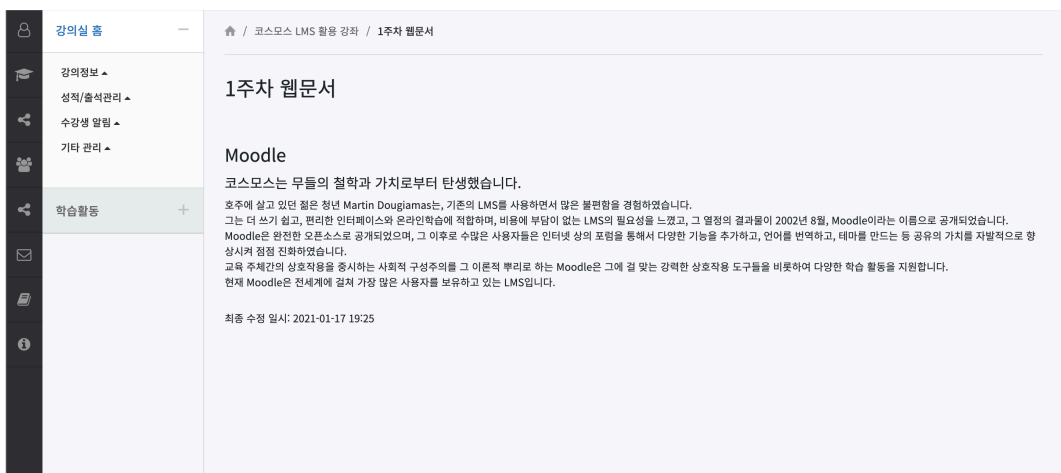 강의실 홈
강의정보
성적/출석관리
수강생 알림
기타 관리
학습활동
/ 코스모스 LMS 활용 강좌 / 1주차 웹문서
1주차 웹문서
Moodle
코스모스는 무들의 철학과 가치로부터 탄생했습니다.
호주에 살고 있던 젊은 청년 Martin Dougiamas는, 기존의 LMS를 사용하면서 많은 불편함을 경험하였습니다.
그는 더 쓰기 쉽고, 편리한 인터페이스와 온라인학습에 적합하며, 비용에 부담이 없는 LMS의 필요성을 느꼈고, 그 열정의 결과물이 2002년 8월, Moodle이라는 이름으로 공개되었습니다.
Moodle은 완전한 오픈소스로 공개되었으며, 그 이후로 수많은 사용자들은 인터넷 상의 포럼을 통해서 다양한 기능을 추가하고, 언어를 번역하고, 테마를 만드는 등 공유의 가치를 자발적으로 향
상시켜 점점 진화하였습니다.
교육 주체간의 상호작용을 중시하는 사회적 구성주의를 그 이론적 뿌리로 하는 Moodle은 그에 걸 맞는 강력한 상호작용 도구들을 비롯하여 다양한 학습 활동을 지원합니다.
현재 Moodle은 전세계에 걸쳐 가장 많은 사용자를 보유하고 있는 LMS입니다.
최종 수정 일시: 2021-01-17 19:25